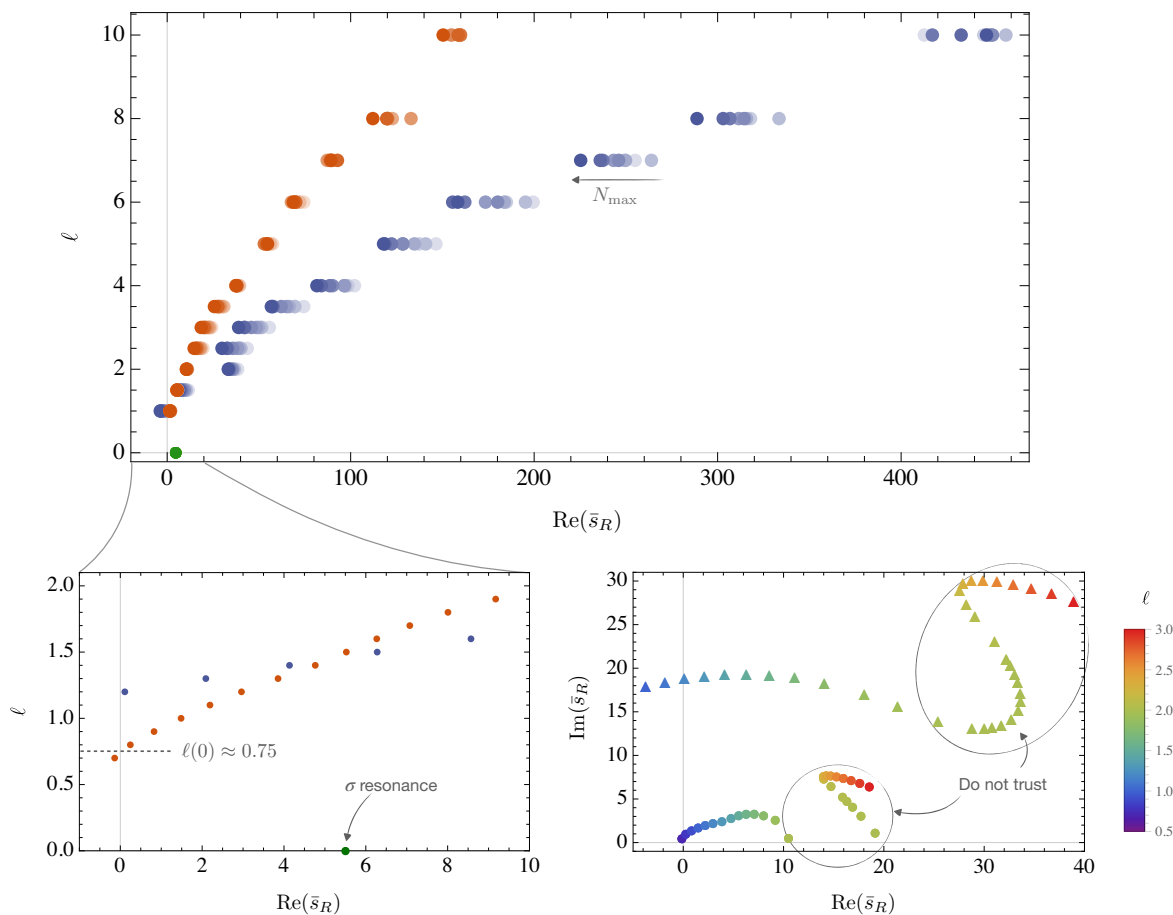 10
8
6
4
2
0
ℓ
N_max
0 100 200 300 400
Re(s̄_R)
2.0
1.5
1.0
0.5
0.0
ℓ
ℓ(0) ≈ 0.75
σ resonance
0 2 4 6 8 10
Re(s̄_R)
30
25
20
15
10
5
0
Im(s̄_R)
Do not trust
0 10 20 30 40
Re(s̄_R)
ℓ
3.0
2.5
2.0
1.5
1.0
0.5